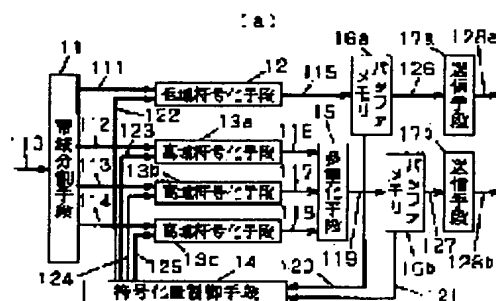 (a)
11
111
12
115
16a
17a
128a
低域符号化手段
バッファメモリ
126
送信手段
122
110
帯域分割手段
112
123
13a
116
15
高域符号化手段
多重化手段
17b
113
13b
117
高域符号化手段
バッファメモリ
送信手段
114
118
高域符号化手段
119
127
128b
13c
16b
124
125
14
120
符号化量制御手段
121